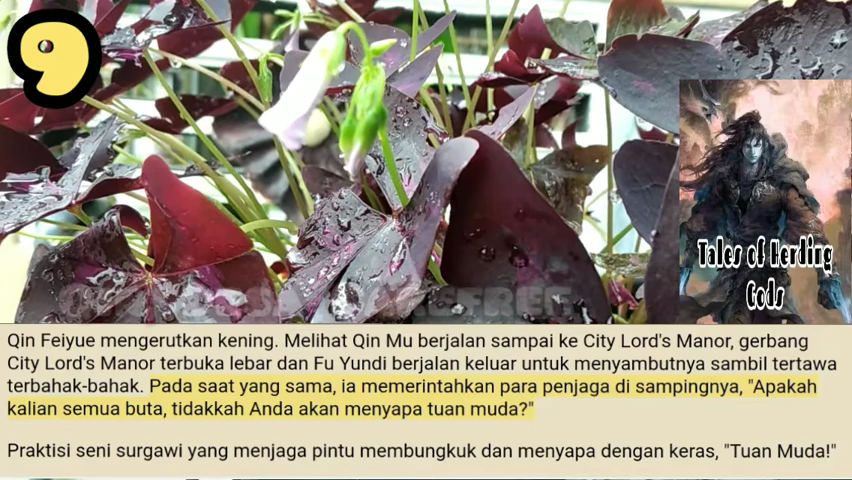 9
Tales of Herding
Gods
Qin Feiyue mengerutkan kening. Melihat Qin Mu berjalan sampai ke City Lord's Manor, gerbang
City Lord's Manor terbuka lebar dan Fu Yundi berjalan keluar untuk menyambutnya sambil tertawa
terbahak-bahak. Pada saat yang sama, ia memerintahkan para penjaga di sampingnya, "Apakah
kalian semua buta, tidakkah Anda akan menyapa tuan muda?"
Praktisi seni surgawi yang menjaga pintu membungkuk dan menyapa dengan keras, "Tuan Muda!"